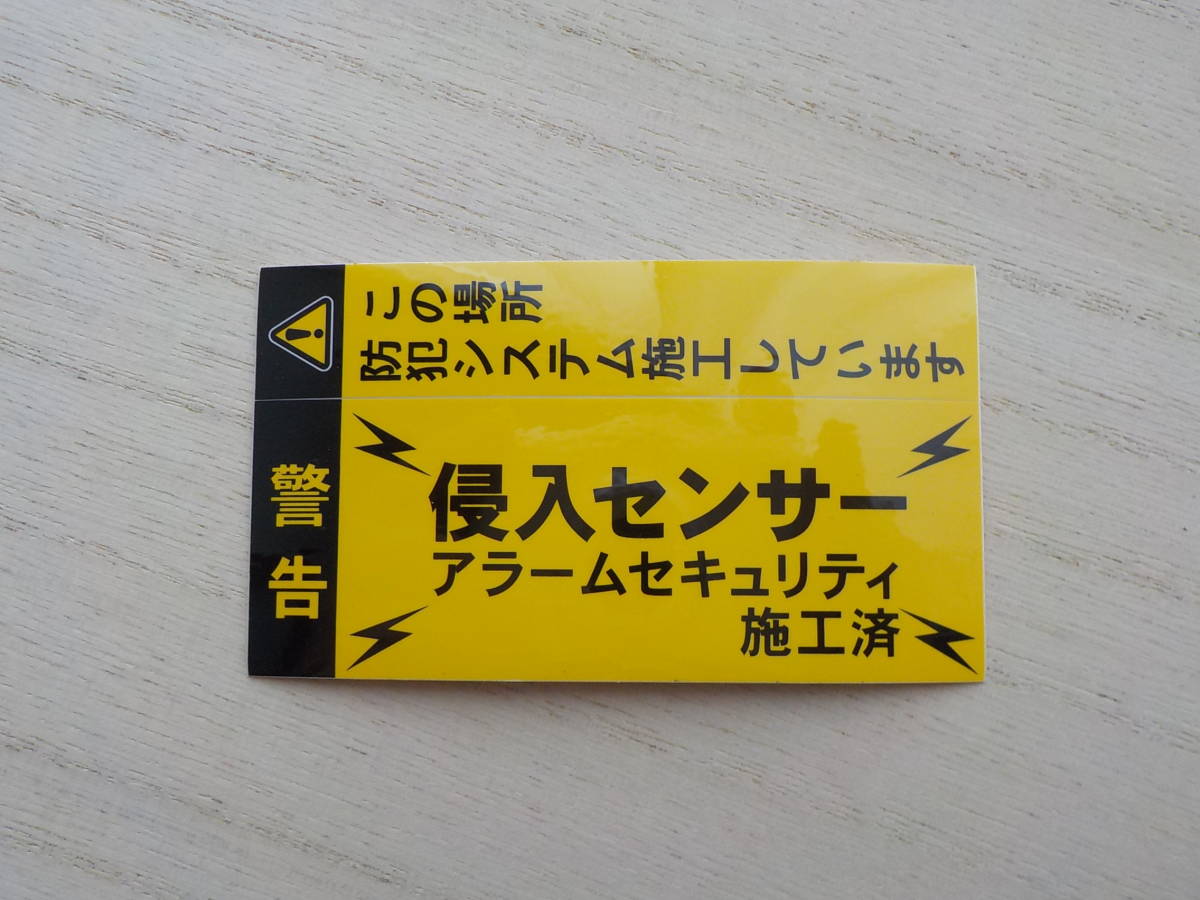 この場所
防犯システム施工しています
警告
侵入センサー
アラームセキュリティ
施工済